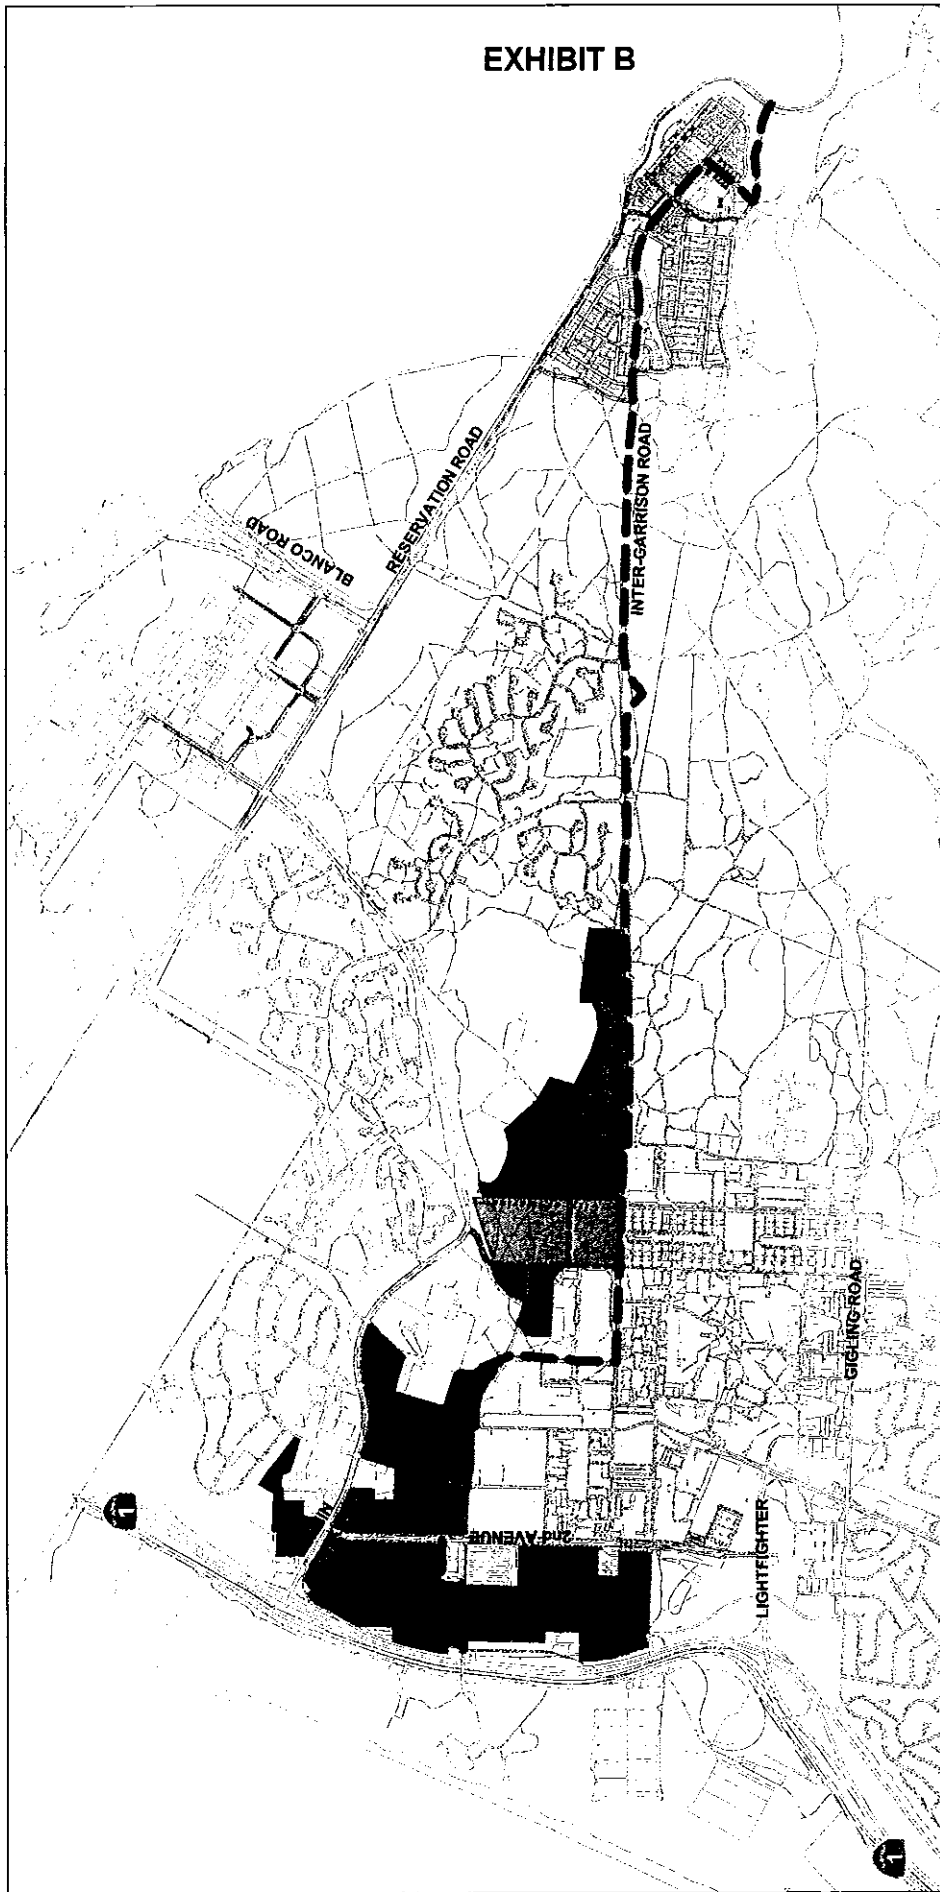 EXHIBIT B
BLANCO ROAD
RESERVATION ROAD
INTER-GARRISON ROAD
GIGLING ROAD
1
2nd AVENUE
LIGHTFIGHTER
1